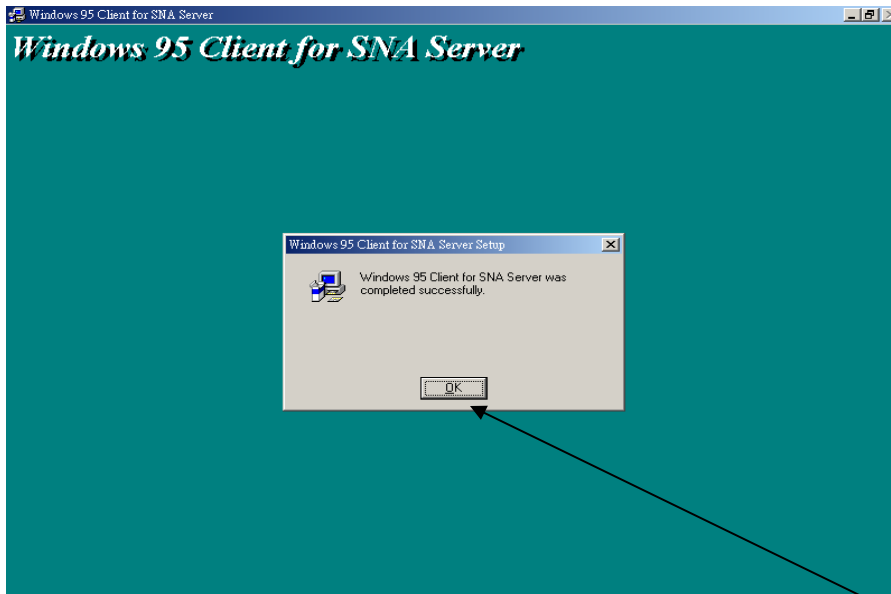 Windows 95 Client for SNA Server
Windows 95 Client for SNA Server
Windows 95 Client for SNA Server Setup
Windows 95 Client for SNA Server was
completed successfully.
OK